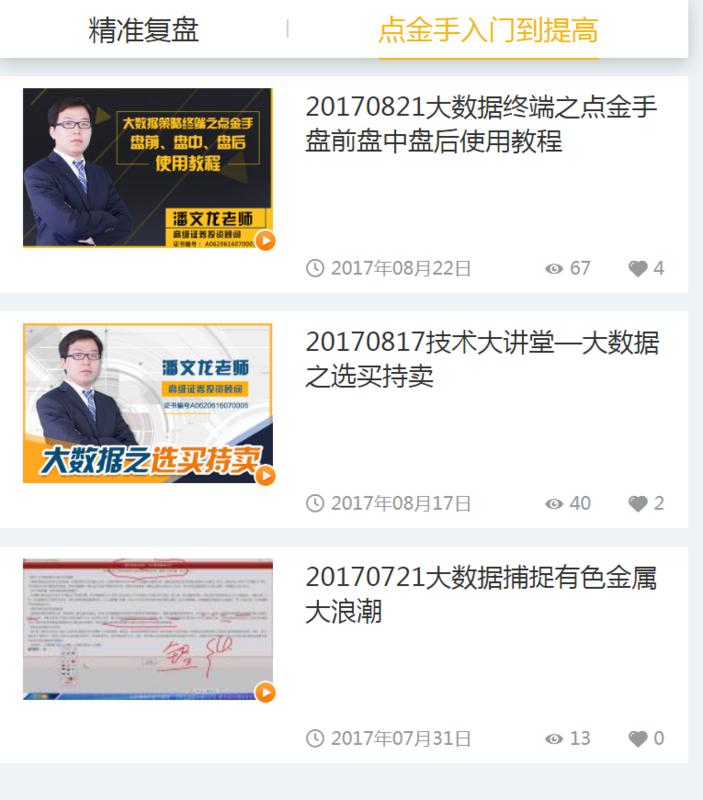 精准复盘
点金手入门到提高
大数据策略终端之点金手
盘前、盘中、盘后
使用教程
潘文龙老师
高级证券投资顾问
20170821大数据终端之点金手
盘前盘中盘后使用教程
2017年08月22日 67 4
潘文龙老师
高级证券投资顾问
证书编号A0620616070005
大数据之选买持卖
20170817技术大讲堂—大数据
之选买持卖
2017年08月17日 40 2
20170721大数据捕捉有色金属
大浪潮
2017年07月31日 13 0